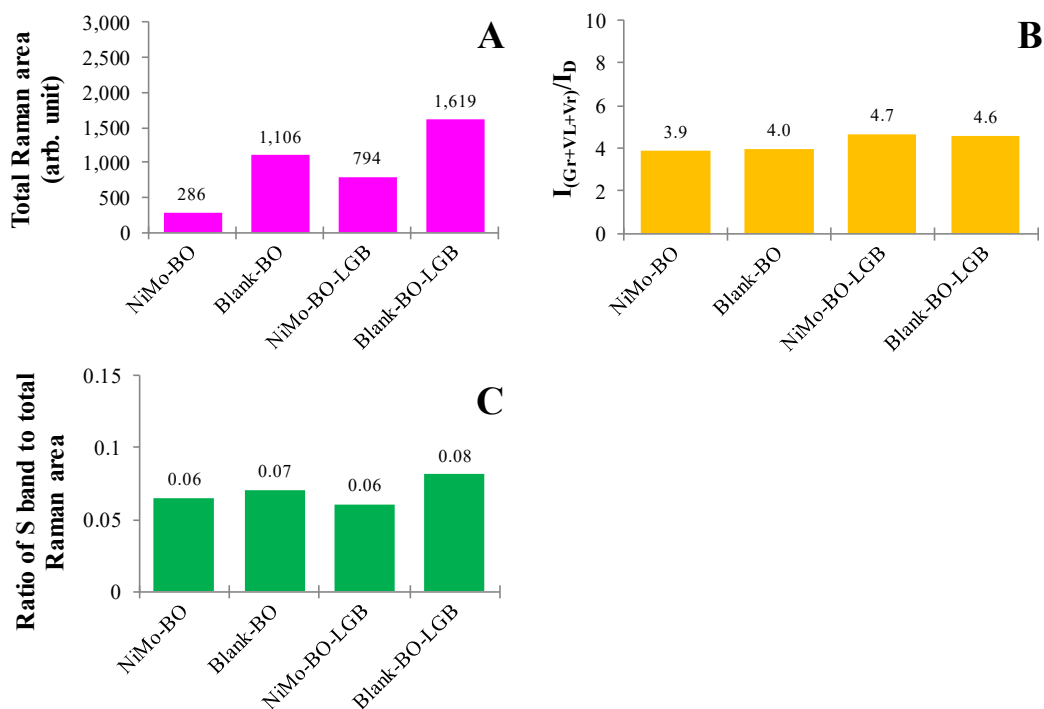 A
Total Raman area
(arb. unit)
3,000
2,500
2,000
1,500
1,000
500
0
286
1,106
794
1,619
NiMo-BO
Blank-BO
NiMo-BO-LGB
Blank-BO-LGB
B
I(Gr+VL+Vr)/ID
10
8
6
4
2
0
3.9
4.0
4.7
4.6
NiMo-BO
Blank-BO
NiMo-BO-LGB
Blank-BO-LGB
C
Ratio of S band to total
Raman area
0.15
0.1
0.05
0
0.06
0.07
0.06
0.08
NiMo-BO
Blank-BO
NiMo-BO-LGB
Blank-BO-LGB